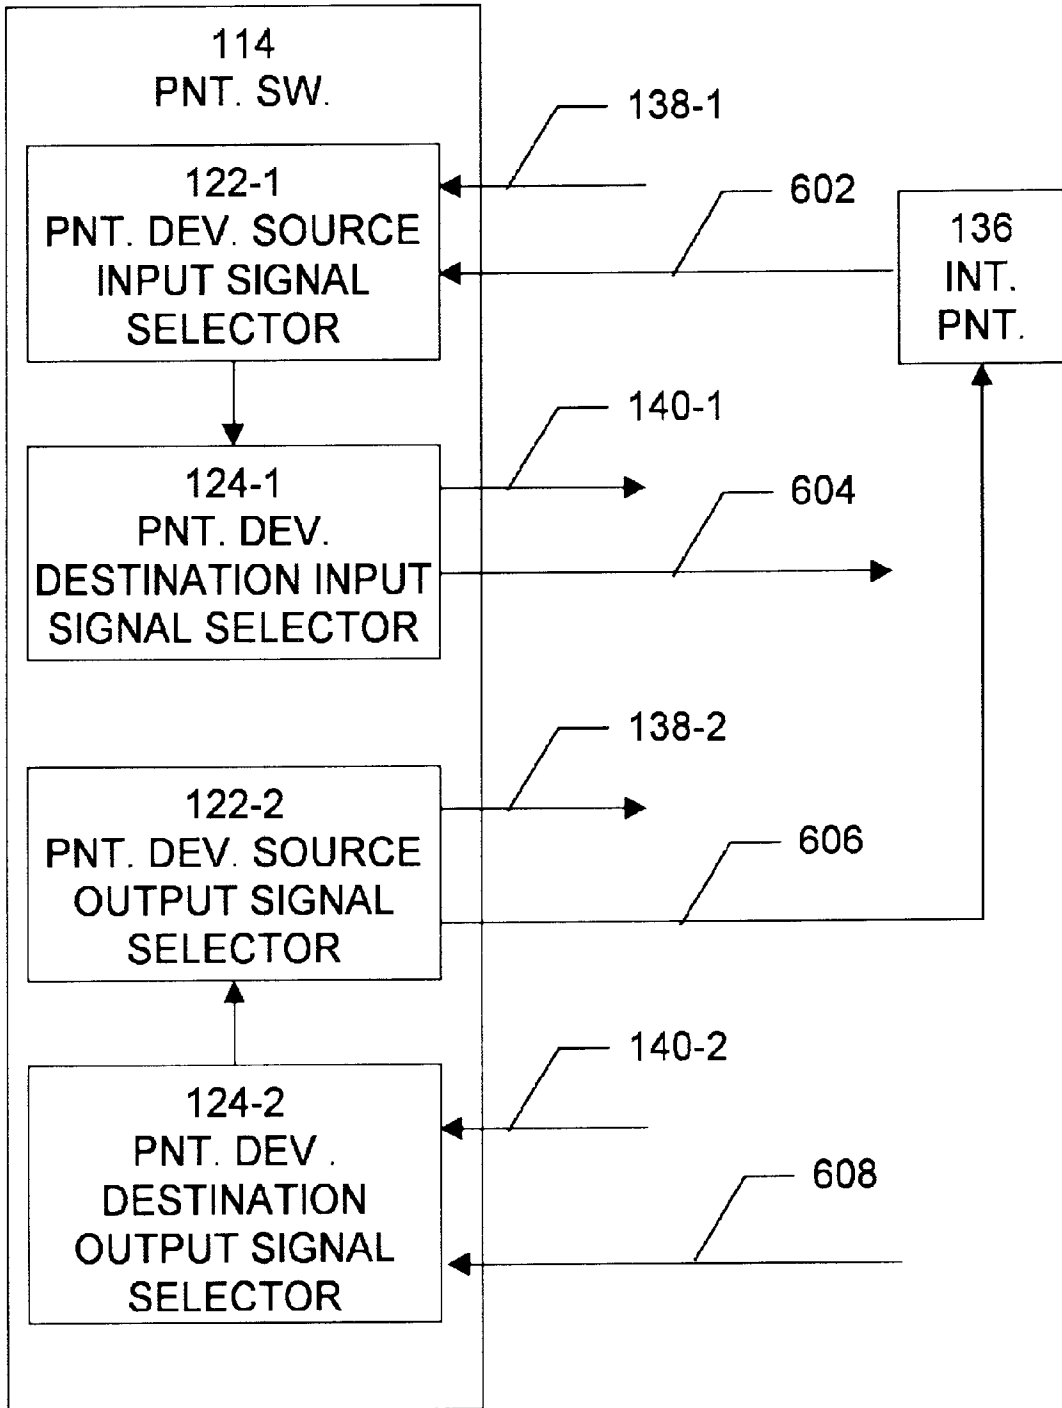 114
PNT. SW.
138-1
122-1
PNT. DEV. SOURCE
INPUT SIGNAL
SELECTOR
602
136
INT.
PNT.
140-1
124-1
PNT. DEV.
DESTINATION INPUT
SIGNAL SELECTOR
604
138-2
122-2
PNT. DEV. SOURCE
OUTPUT SIGNAL
SELECTOR
606
140-2
124-2
PNT. DEV .
DESTINATION
OUTPUT SIGNAL
SELECTOR
608